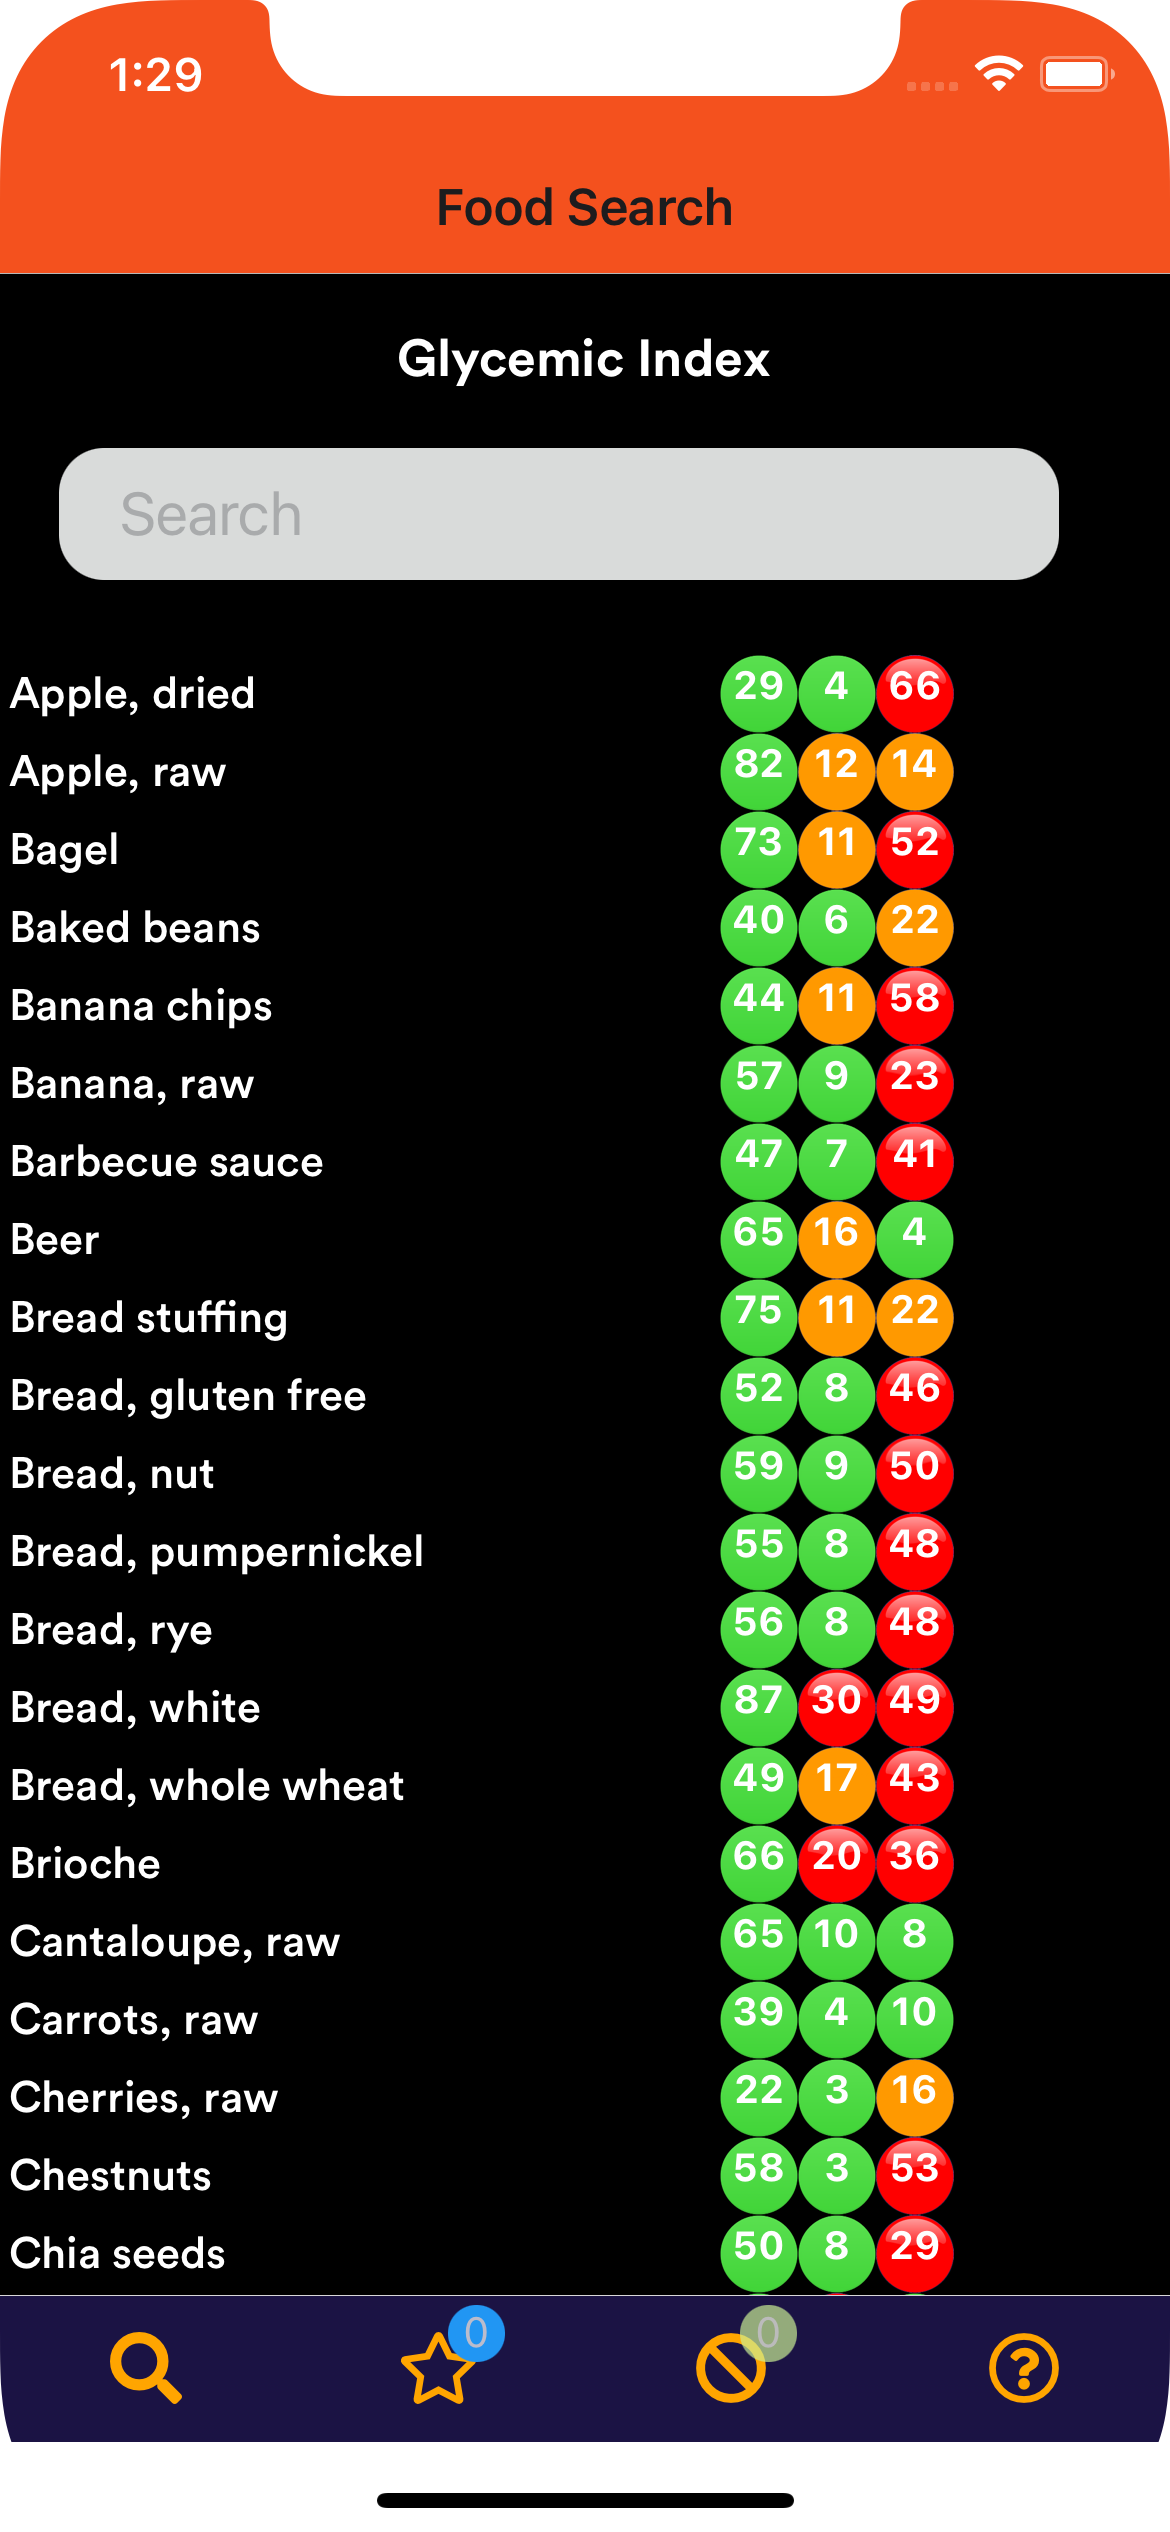 1:29
Food Search
Glycemic Index
Search
Apple, dried 29 4 66
Apple, raw 82 12 14
Bagel 73 11 52
Baked beans 40 6 22
Banana chips 44 11 58
Banana, raw 57 9 23
Barbecue sauce 47 7 41
Beer 65 16 4
Bread stuffing 75 11 22
Bread, gluten free 52 8 46
Bread, nut 59 9 50
Bread, pumpernickel 55 8 48
Bread, rye 56 8 48
Bread, white 87 30 49
Bread, whole wheat 49 17 43
Brioche 66 20 36
Cantaloupe, raw 65 10 8
Carrots, raw 39 4 10
Cherries, raw 22 3 16
Chestnuts 58 3 53
Chia seeds 50 8 29
0 0 ?